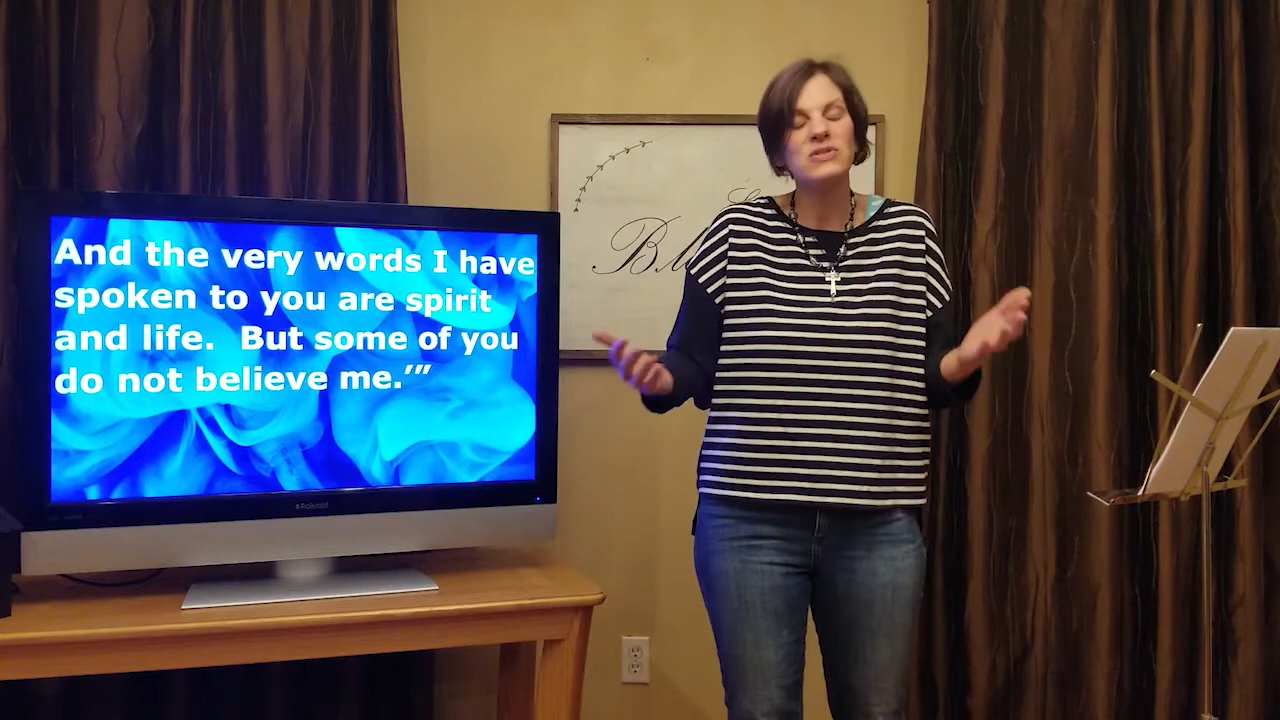 And the very words I have
spoken to you are spirit
and life.  But some of you
do not believe me.’”
Polaroid